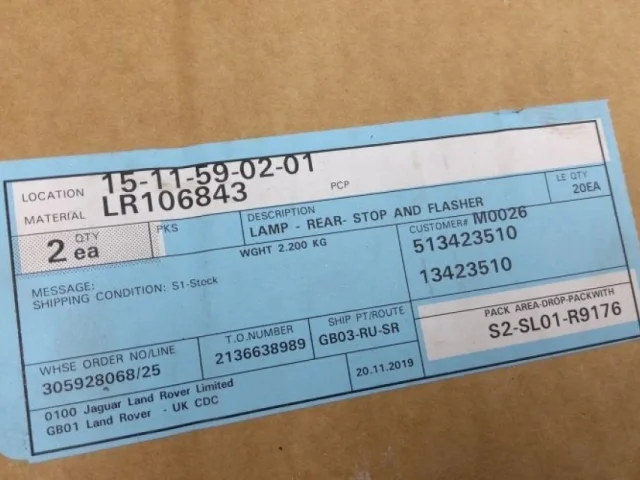 LOCATION 15-11-59-02-01
MATERIAL LR106843 PCP
QTY 2 ea
PKS
DESCRIPTION
LAMP - REAR- STOP AND FLASHER
LE QTY
20EA
WGHT 2.200 KG
CUSTOMER# M0026
513423510
13423510
MESSAGE:
SHIPPING CONDITION: S1-Stock
PACK AREA-DROP-PACKWITH
S2-SL01-R9176
WHSE ORDER NO/LINE
305928068/25
T.O.NUMBER
2136638989
SHIP PT/ROUTE
GB03-RU-SR
20.11.2019
0100 Jaguar Land Rover Limited
GB01 Land Rover - UK CDC